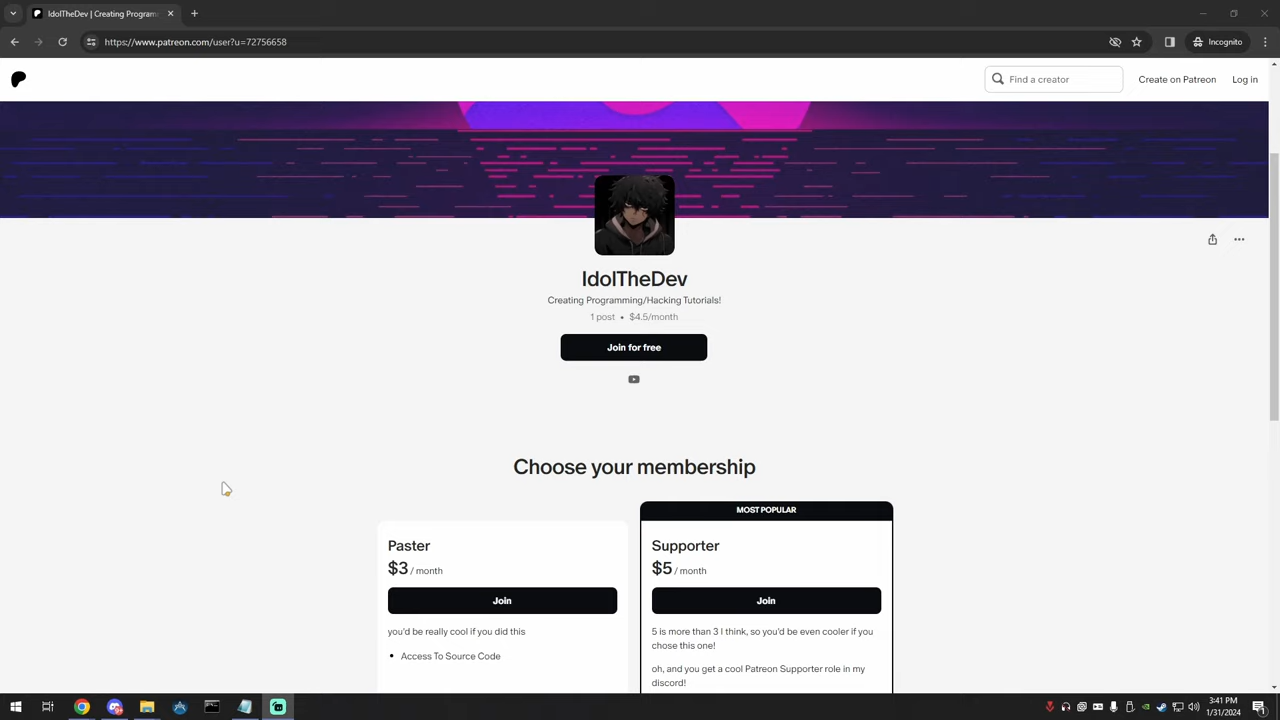 IdolTheDev | Creating Program
https://www.patreon.com/user?u=72756658
Incognito
Find a creator
Create on Patreon
Log in
IdolTheDev
Creating Programming/Hacking Tutorials!
1 post • $4.5/month
Join for free
Choose your membership
MOST POPULAR
Paster
$3 / month
Join
you'd be really cool if you did this
• Access To Source Code
Supporter
$5 / month
Join
5 is more than 3 I think, so you'd be even cooler if you
chose this one!
oh, and you get a cool Patreon Supporter role in my
discord!
3:41 PM
1/31/2024